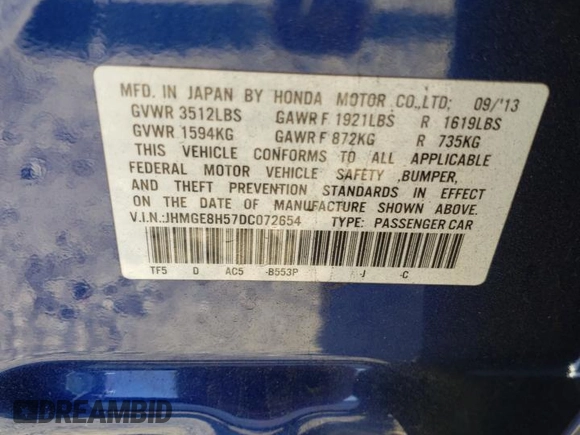 MFD. IN JAPAN BY HONDA MOTOR CO.,LTD; 09/'13
GVWR 3512LBS GAWR F 1921LBS R 1619LBS
GVWR 1594KG GAWR F 872KG R 735KG
THIS VEHICLE CONFORMS TO ALL APPLICABLE
FEDERAL MOTOR VEHICLE SAFETY ,BUMPER,
AND THEFT PREVENTION STANDARDS IN EFFECT
ON THE DATE OF MANUFACTURE SHOWN ABOVE.
V.I.N.:JHMGE8H57DC072654 TYPE: PASSENGER CAR
TF5 D AC5 -B553P -J -C
DREAMBID